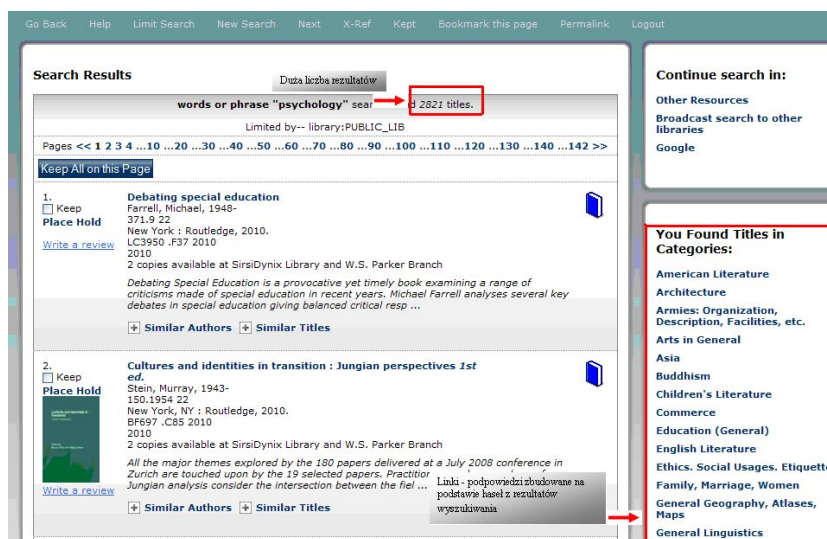 Go Back Help Limit Search New Search Next X-Ref Kept Bookmark this page Permalink Logout
Search Results
Duża liczba rezultatów
words or phrase "psychology" sear d 2821 titles.
Limited by-- library:PUBLIC_LIB
Pages << 1 2 3 4 ...10 ...20 ...30 ...40 ...50 ...60 ...70 ...80 ...90 ...100 ...110 ...120 ...130 ...140 ...142 >>
Keep All on this Page
1.
Keep
Place Hold
Write a review
Debating special education
Farrell, Michael, 1948-
371.9 22
New York : Routledge, 2010.
LC3950 .F37 2010
2010
2 copies available at SirsiDynix Library and W.S. Parker Branch
Debating Special Education is a provocative yet timely book examining a range of
criticisms made of special education in recent years. Michael Farrell analyses several key
debates in special education giving balanced critical resp ...
Similar Authors Similar Titles
2.
Keep
Place Hold
Write a review
Cultures and identities in transition : Jungian perspectives 1st
ed.
Stein, Murray, 1943-
150.1954 22
New York, NY : Routledge, 2010.
BF697 .C85 2010
2010
2 copies available at SirsiDynix Library and W.S. Parker Branch
All the major themes explored by the 180 papers delivered at a July 2008 conference in
Zurich are touched upon by the 19 selected papers. Practition
Jungian analysis consider the intersection between the fiel ...
Similar Authors Similar Titles
Linki - podpowiedzi zbudowane na
podstawie haseł z rezultatów
wyszukiwania
Continue search in:
Other Resources
Broadcast search to other
libraries
Google
You Found Titles in
Categories:
American Literature
Architecture
Armies: Organization,
Description, Facilities, etc.
Arts in General
Asia
Buddhism
Children's Literature
Commerce
Education (General)
English Literature
Ethics. Social Usages. Etiquette
Family, Marriage, Women
General Geography, Atlases,
Maps
General Linguistics